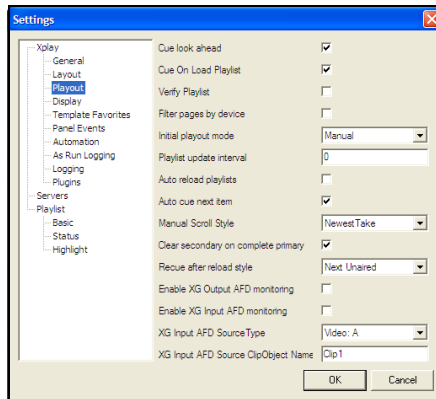 Settings
Xplay
General
Layout
Playout
Display
Template Favorites
Panel Events
Automation
As Run Logging
Logging
Plugins
Servers
Playlist
Basic
Status
Highlight
Cue look ahead
Cue On Load Playlist
Verify Playlist
Filter pages by device
Initial playout mode Manual
Playlist update interval 0
Auto reload playlists
Auto cue next item
Manual Scroll Style NewestTake
Clear secondary on complete primary
Recue after reload style Next Unaired
Enable XG Output AFD monitoring
Enable XG Input AFD monitoring
XG Input AFD SourceType Video: A
XG Input AFD Source ClipObject Name Clip1
OK Cancel